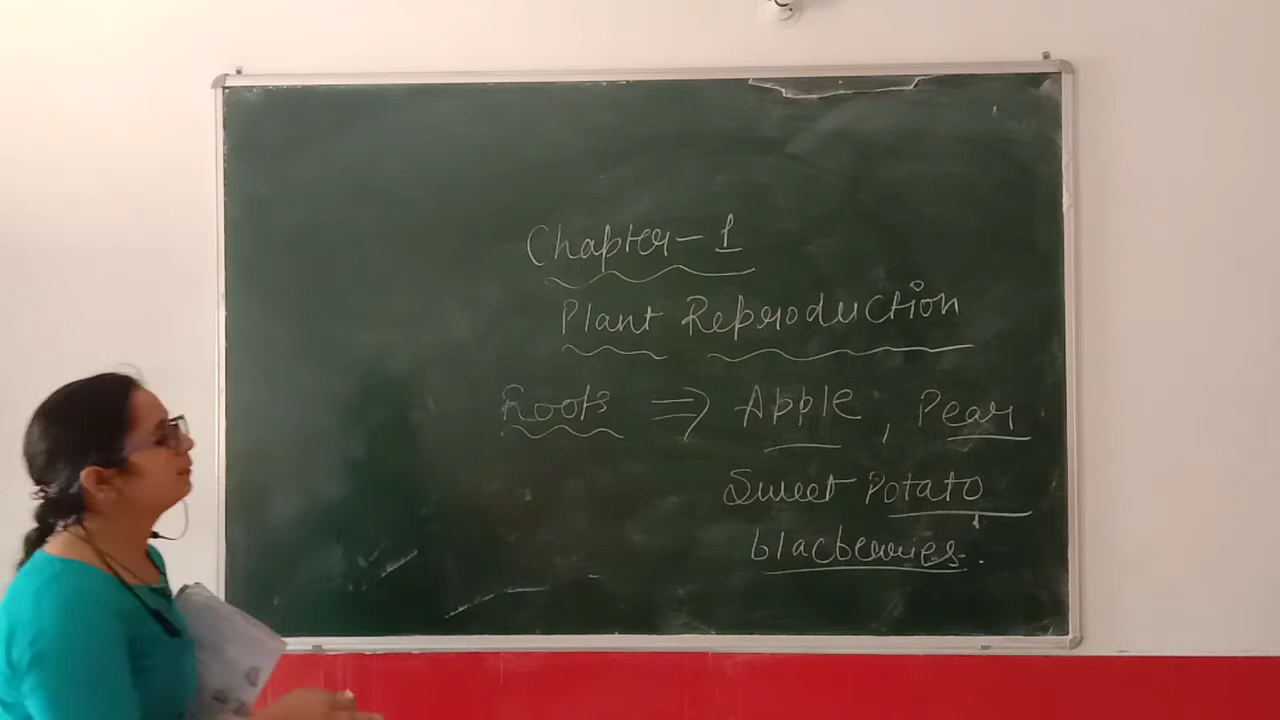 Chapter-1
Plant Reproduction
Roots ⇒ Apple, Pear
Sweet Potato
blacberries.